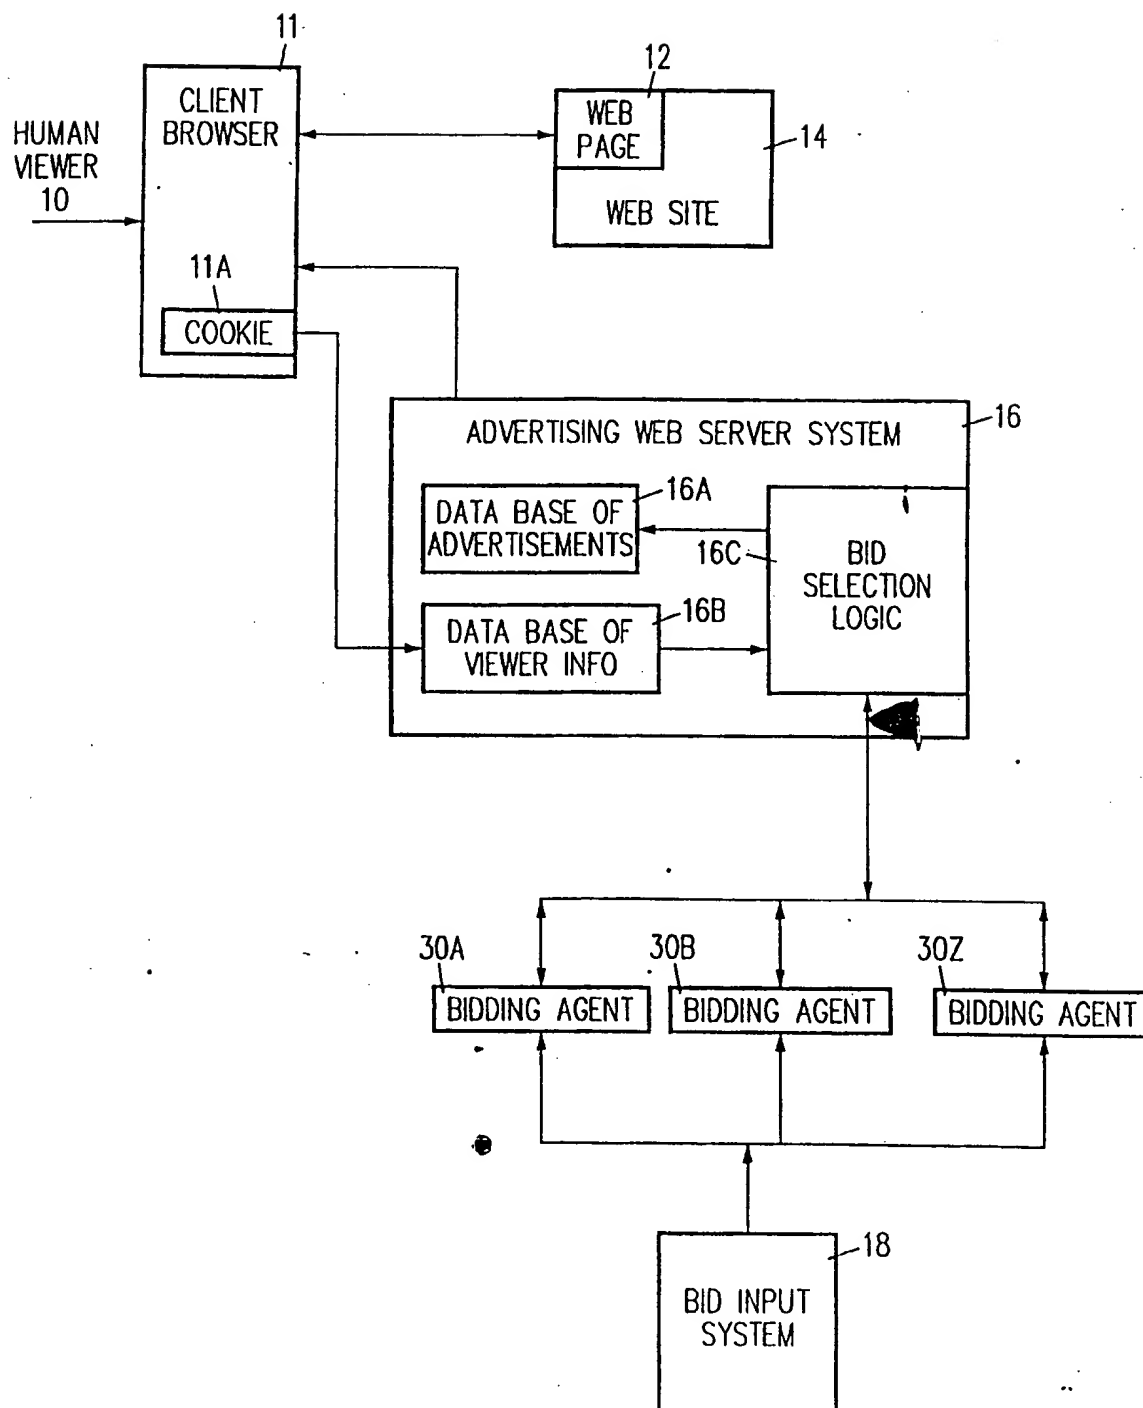 11
CLIENT
BROWSER
HUMAN
VIEWER
10
11A
COOKIE
12
WEB
PAGE
14
WEB SITE
16
ADVERTISING WEB SERVER SYSTEM
16A
DATA BASE OF
ADVERTISEMENTS
16B
DATA BASE OF
VIEWER INFO
16C
BID
SELECTION
LOGIC
30A
BIDDING AGENT
30B
BIDDING AGENT
30Z
BIDDING AGENT
18
BID INPUT
SYSTEM